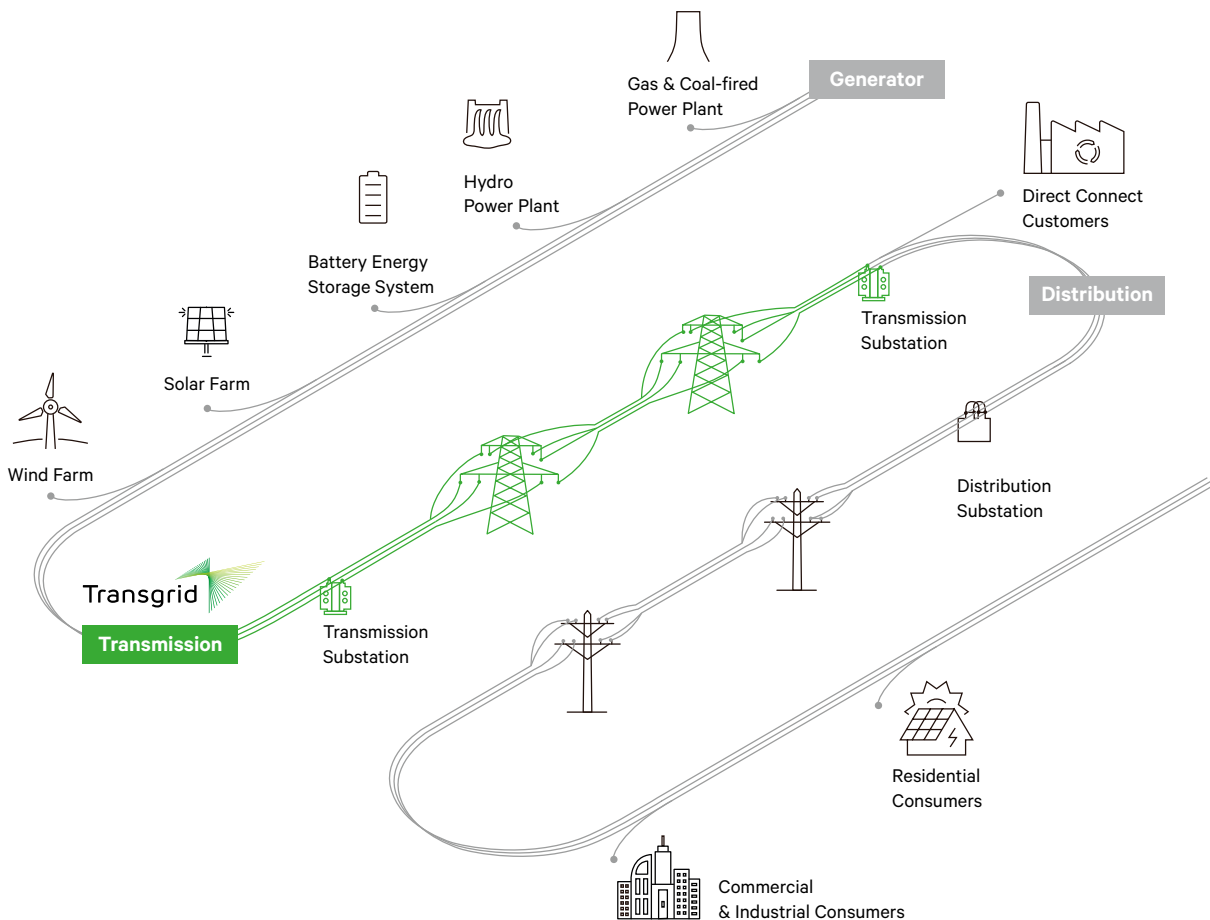 Gas & Coal-fired
Power Plant
Generator
Hydro
Power Plant
Direct Connect
Customers
Battery Energy
Storage System
Distribution
Transmission
Substation
Solar Farm
Wind Farm
Distribution
Substation
Transgrid
Transmission
Transmission
Substation
Residential
Consumers
Commercial
& Industrial Consumers